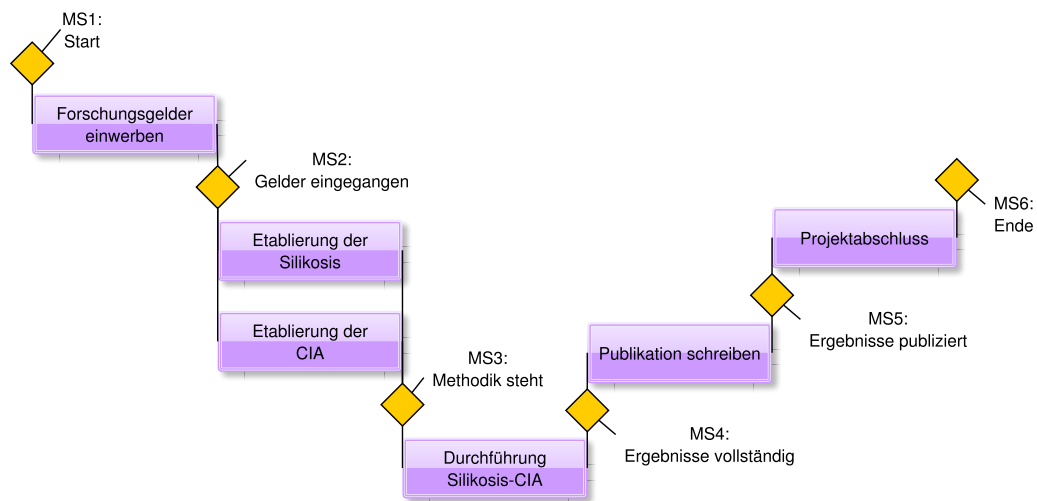 MS1:
Start
Forschungsgelder
einwerben
MS2:
Gelder eingegangen
Etablierung der
Silikosis
Etablierung der
CIA
MS3:
Methodik steht
Durchführung
Silikosis-CIA
MS4:
Ergebnisse vollständig
Publikation schreiben
MS5:
Ergebnisse publiziert
Projektabschluss
MS6:
Ende